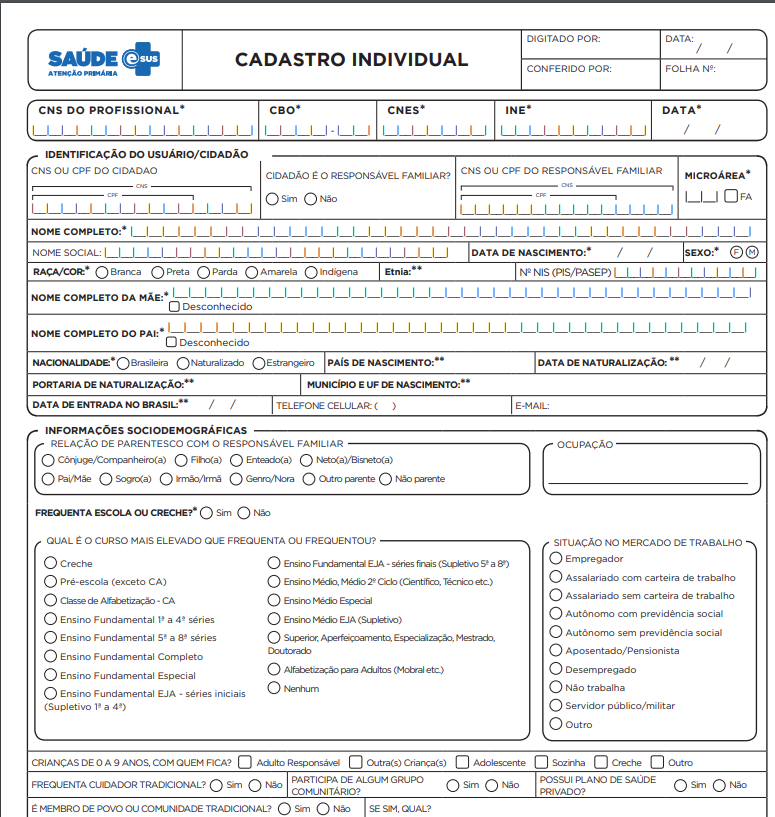 SAÚDE e SUS
ATENÇÃO PRIMÁRIA
CADASTRO INDIVIDUAL
DIGITADO POR:
DATA: / /
CONFERIDO POR:
FOLHA Nº:
CNS DO PROFISSIONAL*
CBO*
-
CNES*
INE*
DATA*
/ /
IDENTIFICAÇÃO DO USUÁRIO/CIDADÃO
CNS OU CPF DO CIDADAO
CNS
CPF
CIDADÃO É O RESPONSÁVEL FAMILIAR?
Sim Não
CNS OU CPF DO RESPONSÁVEL FAMILIAR
CNS
CPF
MICROÁREA*
FA
NOME COMPLETO:*
NOME SOCIAL:
DATA DE NASCIMENTO:* / /
SEXO:* F M
RAÇA/COR:* Branca Preta Parda Amarela Indígena
Etnia:**
Nº NIS (PIS/PASEP)
NOME COMPLETO DA MÃE:*
Desconhecido
NOME COMPLETO DO PAI:*
Desconhecido
NACIONALIDADE:* Brasileira Naturalizado Estrangeiro
PAÍS DE NASCIMENTO:**
DATA DE NATURALIZAÇÃO: ** / /
PORTARIA DE NATURALIZAÇÃO:**
MUNICÍPIO E UF DE NASCIMENTO:**
DATA DE ENTRADA NO BRASIL:** / /
TELEFONE CELULAR: ( )
E-MAIL:
INFORMAÇÕES SOCIODEMOGRÁFICAS
RELAÇÃO DE PARENTESCO COM O RESPONSÁVEL FAMILIAR
Cônjuge/Companheiro(a) Filho(a) Enteado(a) Neto(a)/Bisneto(a)
Pai/Mãe Sogro(a) Irmão/Irmã Genro/Nora Outro parente Não parente
OCUPAÇÃO
FREQUENTA ESCOLA OU CRECHE?* Sim Não
QUAL É O CURSO MAIS ELEVADO QUE FREQUENTA OU FREQUENTOU?
Creche
Pré-escola (exceto CA)
Classe de Alfabetização - CA
Ensino Fundamental 1ª a 4ª séries
Ensino Fundamental 5ª a 8ª séries
Ensino Fundamental Completo
Ensino Fundamental Especial
Ensino Fundamental EJA - séries iniciais
(Supletivo 1ª a 4ª)
Ensino Fundamental EJA - séries finais (Supletivo 5ª a 8ª)
Ensino Médio, Médio 2º Ciclo (Científico, Técnico etc.)
Ensino Médio Especial
Ensino Médio EJA (Supletivo)
Superior, Aperfeiçoamento, Especialização, Mestrado,
Doutorado
Alfabetização para Adultos (Mobral etc.)
Nenhum
SITUAÇÃO NO MERCADO DE TRABALHO
Empregador
Assalariado com carteira de trabalho
Assalariado sem carteira de trabalho
Autônomo com previdência social
Autônomo sem previdência social
Aposentado/Pensionista
Desempregado
Não trabalha
Servidor público/militar
Outro
CRIANÇAS DE 0 A 9 ANOS, COM QUEM FICA? Adulto Responsável Outra(s) Criança(s) Adolescente Sozinha Creche Outro
FREQUENTA CUIDADOR TRADICIONAL? Sim Não
PARTICIPA DE ALGUM GRUPO
COMUNITÁRIO? Sim Não
POSSUI PLANO DE SAÚDE
PRIVADO? Sim Não
É MEMBRO DE POVO OU COMUNIDADE TRADICIONAL? Sim Não
SE SIM, QUAL?